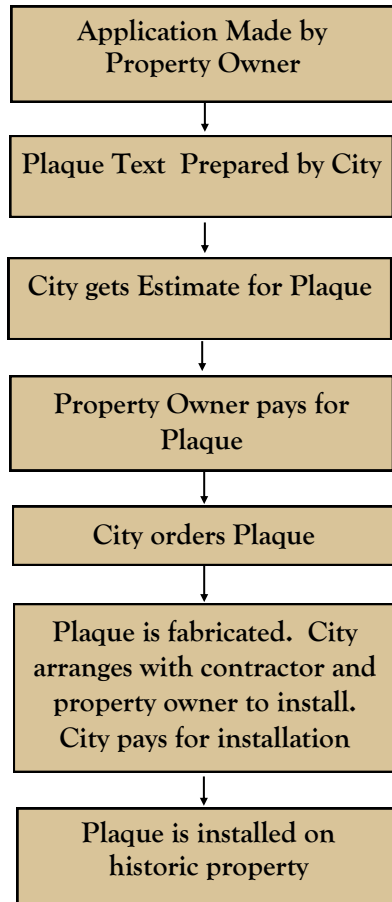 Application Made by
Property Owner
Plaque Text Prepared by City
City gets Estimate for Plaque
Property Owner pays for
Plaque
City orders Plaque
Plaque is fabricated. City
arranges with contractor and
property owner to install.
City pays for installation
Plaque is installed on
historic property